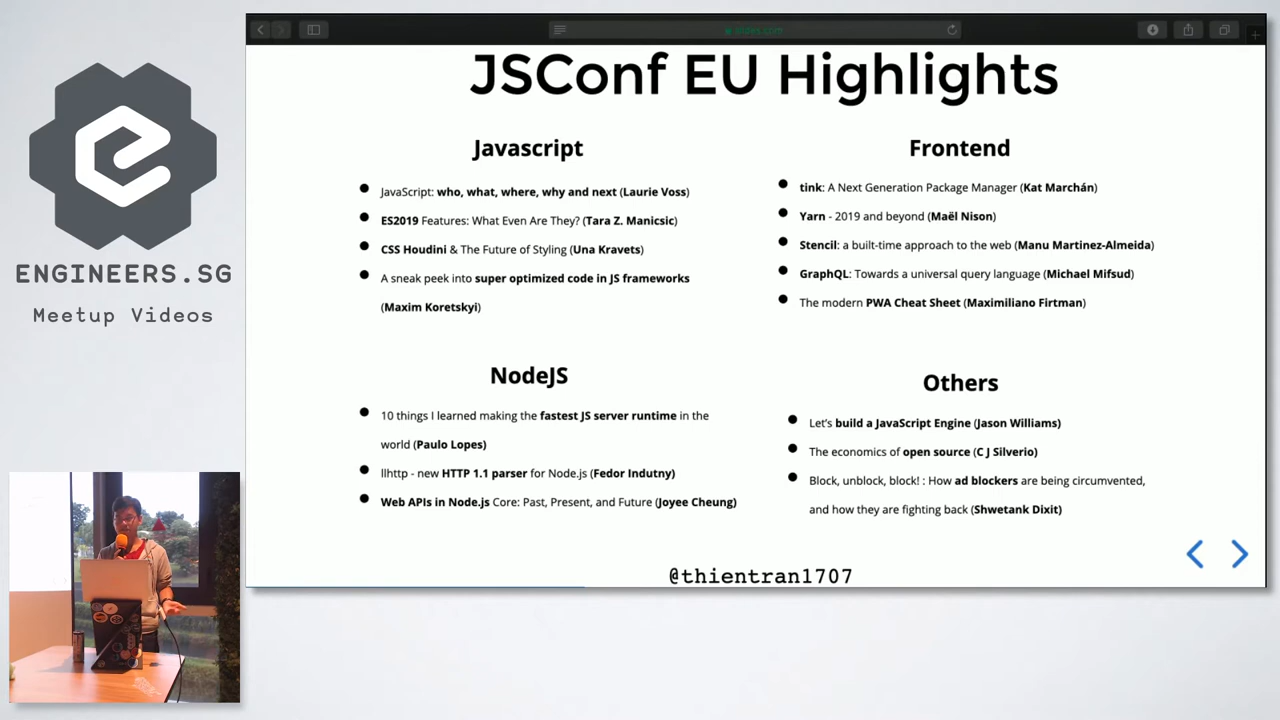 JSConf EU Highlights
Javascript
JavaScript: who, what, where, why and next (Laurie Voss)
ES2019 Features: What Even Are They? (Tara Z. Manicsic)
CSS Houdini & The Future of Styling (Una Kravets)
A sneak peek into super optimized code in JS frameworks
(Maxim Koretskyi)
Frontend
tink: A Next Generation Package Manager (Kat Marchán)
Yarn - 2019 and beyond (Maël Nison)
Stencil: a built-time approach to the web (Manu Martinez-Almeida)
GraphQL: Towards a universal query language (Michael Mifsud)
The modern PWA Cheat Sheet (Maximiliano Firtman)
NodeJS
10 things I learned making the fastest JS server runtime in the
world (Paulo Lopes)
llhttp - new HTTP 1.1 parser for Node.js (Fedor Indutny)
Web APIs in Node.js Core: Past, Present, and Future (Joyee Cheung)
Others
Let's build a JavaScript Engine (Jason Williams)
The economics of open source (C J Silverio)
Block, unblock, block! : How ad blockers are being circumvented,
and how they are fighting back (Shwetank Dixit)
@thientran1707
ENGINEERS.SG
Meetup Videos